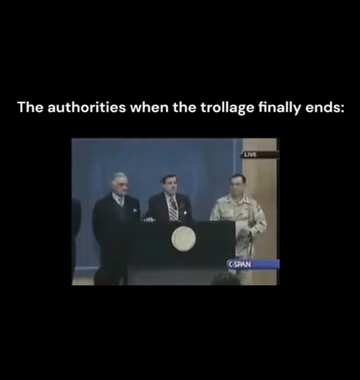 The authorities when the trollage finally ends:
LIVE
C-SPAN